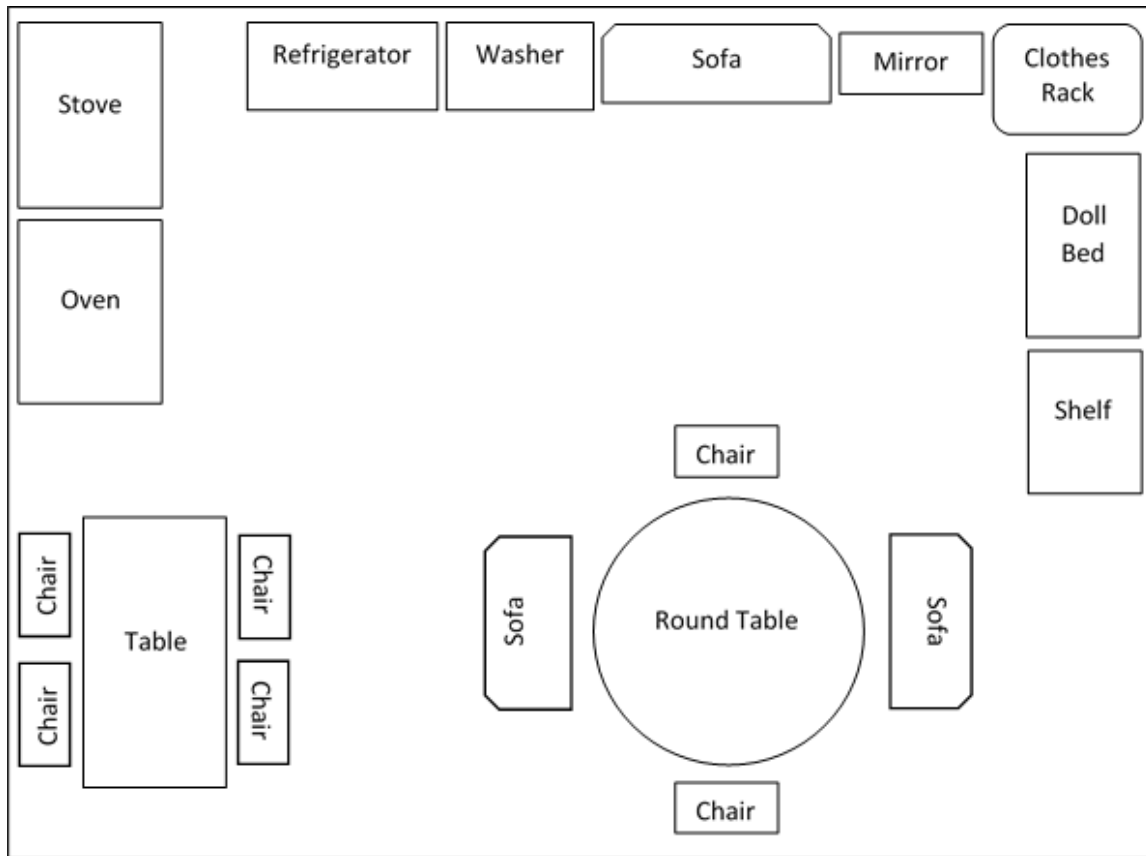 Stove
Refrigerator
Washer
Sofa
Mirror
Clothes
Rack
Doll
Bed
Oven
Shelf
Chair
Chair
Chair
Table
Chair
Chair
Sofa
Round Table
Sofa
Chair